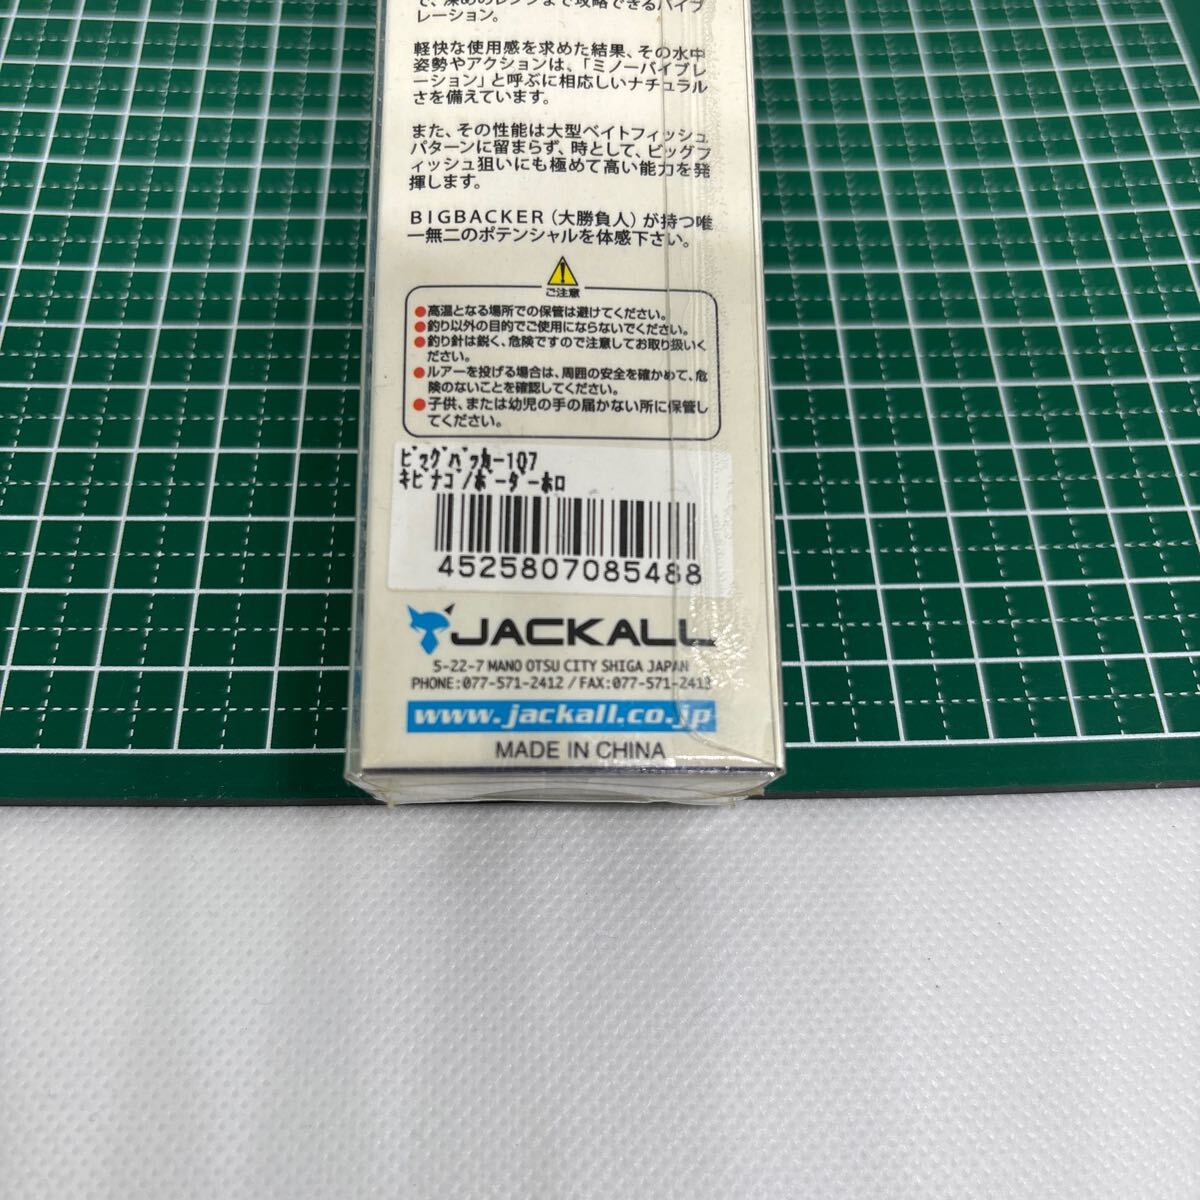 で、深めのレンジまで攻略できるバイブ
レーション。
軽快な使用感を求めた結果、その水中
姿勢やアクションは、「ミノーバイブレ
ーション」と呼ぶに相応しいナチュラル
さを備えています。
また、その性能は大型ベイトフィッシュ
パターンに留まらず、時として、ビッグフ
ィッシュ狙いにも極めて高い能力を発
揮します。
BIGBACKER（大勝負人）が持つ唯
一無二のポテンシャルを体感下さい。
ご注意
●高温となる場所での保管は避けてください。
●釣り以外の目的でご使用にならないでください。
●釣り針は鋭く、危険ですので注意してお取り扱いく
ださい。
●ルアーを投げる場合は、周囲の安全を確かめて、危
険のないことを確認してください。
●子供、または幼児の手の届かない所に保管し
てください。
ﾋﾞｯｸﾞﾊﾞｯｶｰ107
ｷﾋﾞﾅｺﾞ/ﾎﾞｰﾀﾞｰﾎﾛ
4525807085488
JACKALL
5-22-7 MANO OTSU CITY SHIGA JAPAN
PHONE:077-571-2412 / FAX:077-571-2413
www.jackall.co.jp
MADE IN CHINA